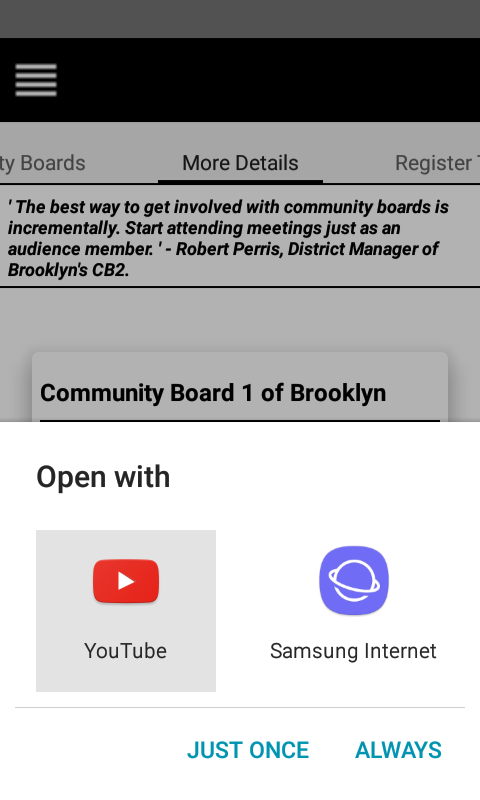 ty Boards More Details Register
' The best way to get involved with community boards is
incrementally. Start attending meetings just as an
audience member. ' - Robert Perris, District Manager of
Brooklyn's CB2.
Community Board 1 of Brooklyn
Open with
YouTube Samsung Internet
JUST ONCE ALWAYS